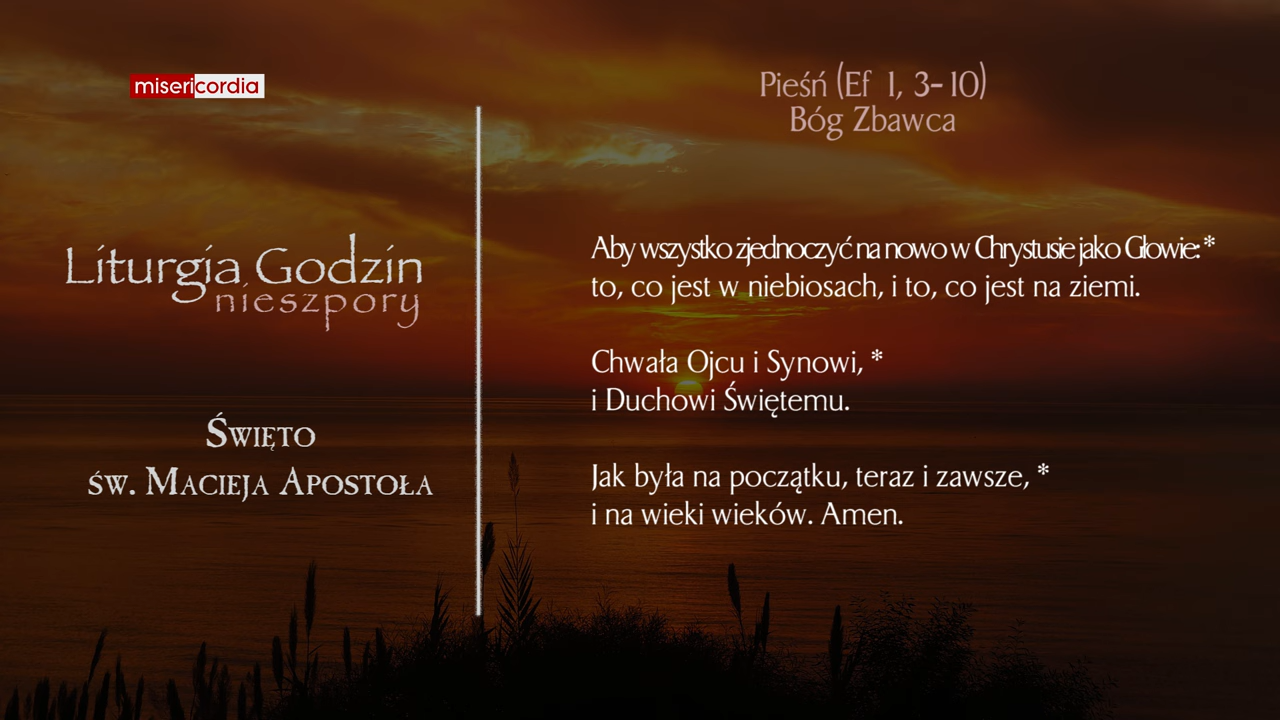 misericordia
Liturgia Godzin
nieszpory
Święto
św. Macieja Apostoła
Pieśń (Ef 1, 3-10)
Bóg Zbawca
Aby wszystko zjednoczyć na nowo w Chrystusie jako Głowie: *
to, co jest w niebiosach, i to, co jest na ziemi.
Chwała Ojcu i Synowi, *
i Duchowi Świętemu.
Jak była na początku, teraz i zawsze, *
i na wieki wieków. Amen.